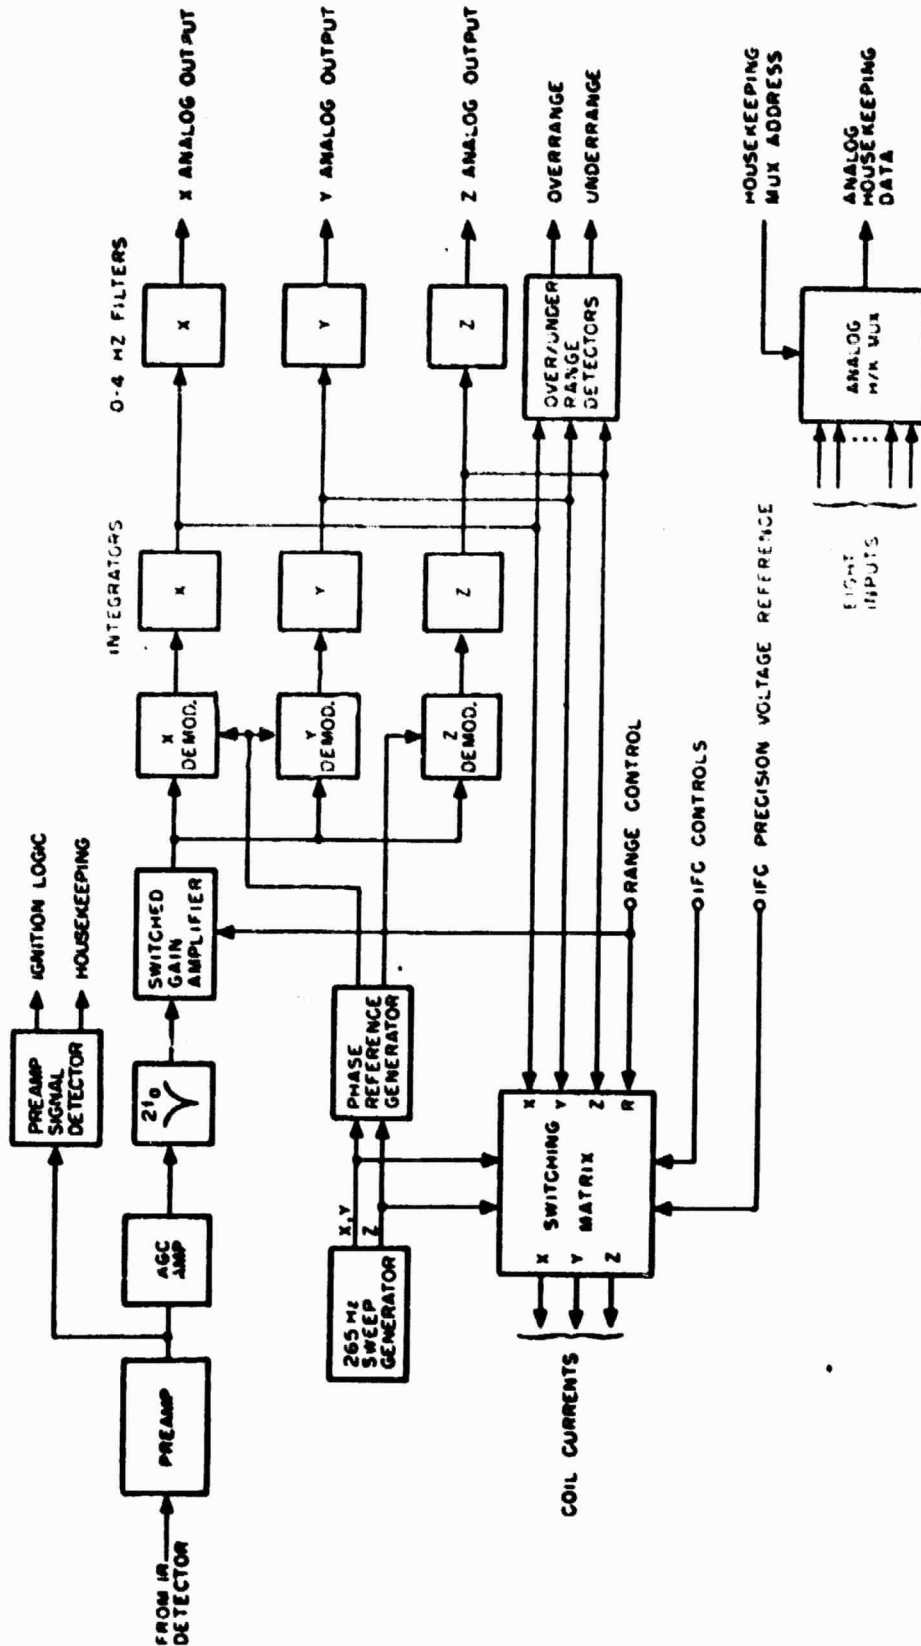 FROM IR
DETECTOR
PREAMP
AGC
AMP
PREAMP
SIGNAL
DETECTOR
IGNITION LOGIC
HOUSEKEEPING
2f₀
SWITCHED
GAIN
AMPLIFIER
X
DEMOD.
Y
DEMOD.
Z
DEMOD.
INTEGRATORS
X
Y
Z
0-4 HZ FILTERS
X
Y
Z
X ANALOG OUTPUT
Y ANALOG OUTPUT
Z ANALOG OUTPUT
265 HZ
SWEEP
GENERATOR
X,Y
Z
PHASE
REFERENCE
GENERATOR
OVER/UNDER
RANGE
DETECTORS
OVERRANGE
UNDERRANGE
COIL CURRENTS
X
Y
Z
SWITCHING
MATRIX
X
Y
Z
R
RANGE CONTROL
IFC CONTROLS
IFC PRECISION VOLTAGE REFERENCE
EIGHT
INPUTS
ANALOG
H/K MUX
HOUSEKEEPING
MUX ADDRESS
ANALOG
HOUSEKEEPING
DATA